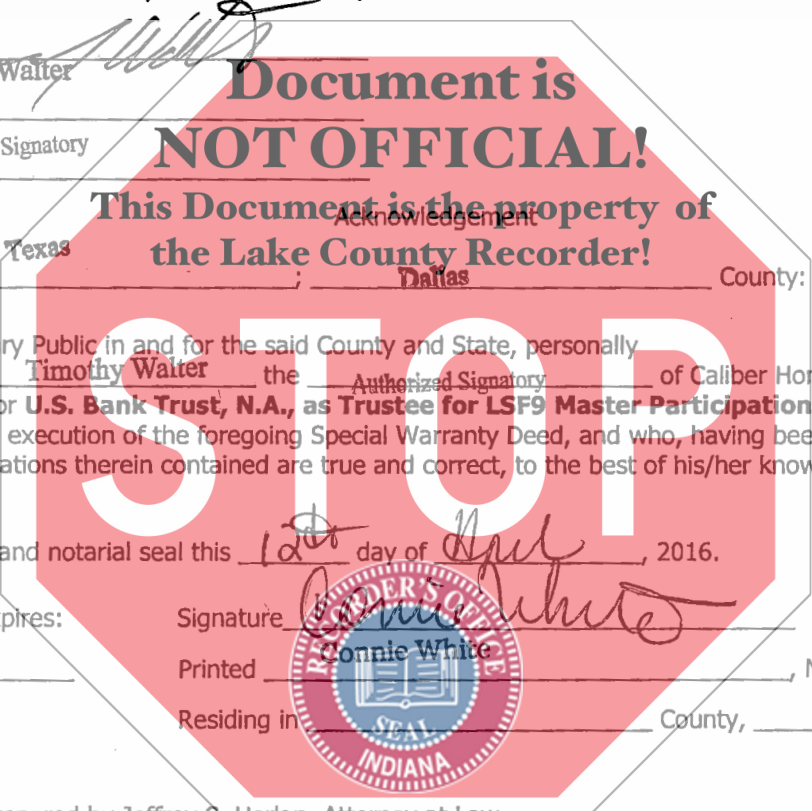 Walter
Document is
Signatory
NOT OFFICIAL!
This Document is the property of
Acknowledgement
the Lake County Recorder!
Texas ; Dallas County:
STOP
ry Public in and for the said County and State, personally
Timothy Walter the Authorized Signatory of Caliber Hor
or U.S. Bank Trust, N.A., as Trustee for LSF9 Master Participation
execution of the foregoing Special Warranty Deed, and who, having bee
ations therein contained are true and correct, to the best of his/her know
and notarial seal this 12th day of April, 2016.
pires: Signature Connie White
Connie White
Printed , N
Residing in County,
RECORDER'S OFFICE
SEAL
INDIANA